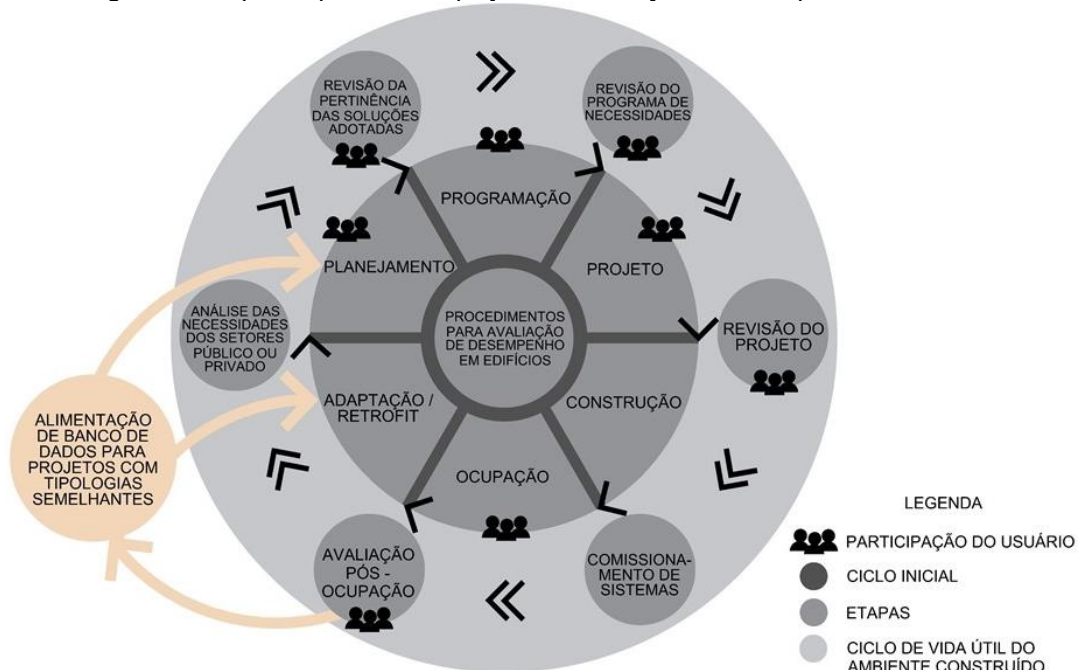 REVISÃO DA
PERTINÊNCIA
DAS SOLUÇÕES
ADOTADAS
REVISÃO DO
PROGRAMA DE
NECESSIDADES
PROGRAMAÇÃO
PLANEJAMENTO
PROJETO
ANÁLISE DAS
NECESSIDADES
DOS SETORES
PÚBLICO OU
PRIVADO
PROCEDIMENTOS
PARA AVALIAÇÃO
DE DESEMPENHO
EM EDIFÍCIOS
REVISÃO DO
PROJETO
ADAPTAÇÃO /
RETROFIT
CONSTRUÇÃO
ALIMENTAÇÃO
DE BANCO DE
DADOS PARA
PROJETOS COM
TIPOLOGIAS
SEMELHANTES
OCUPAÇÃO
AVALIAÇÃO
PÓS -
OCUPAÇÃO
COMISSIONA-
MENTO DE
SISTEMAS
LEGENDA
PARTICIPAÇÃO DO USUÁRIO
CICLO INICIAL
ETAPAS
CICLO DE VIDA ÚTIL DO
AMBIENTE CONSTRUÍDO